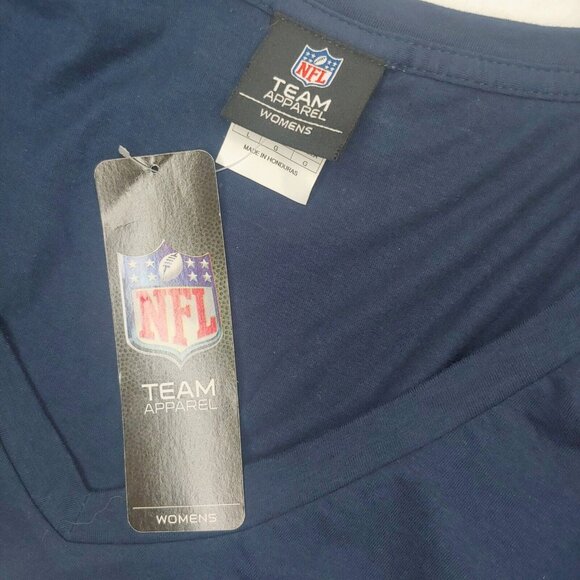 NFL
TEAM
APPAREL
WOMENS
L G G
MADE IN HONDURAS
NFL
TEAM
APPAREL
WOMENS